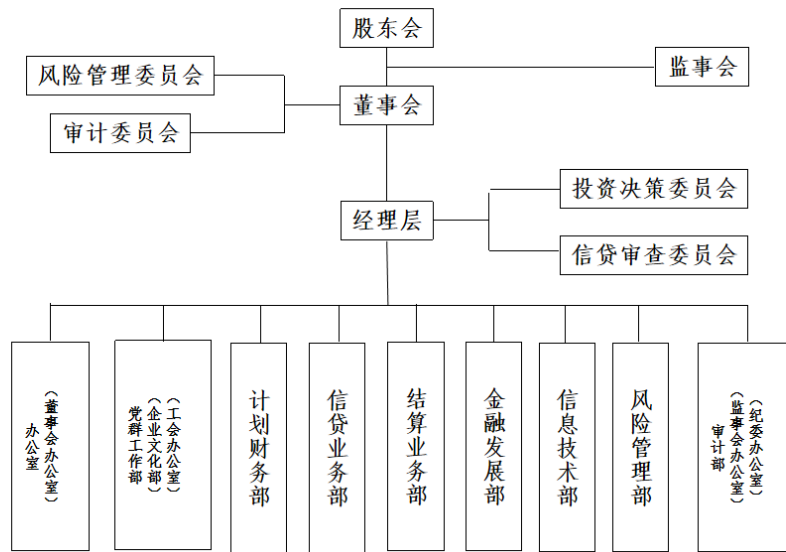 股东会
风险管理委员会
监事会
董事会
审计委员会
投资决策委员会
经理层
信贷审查委员会
办公室
（董事会办公室）
党群工作部
（企业文化部）
（工会办公室）
计划财务部
信贷业务部
结算业务部
金融发展部
信息技术部
风险管理部
审计部
（监事会办公室）
（纪委办公室）